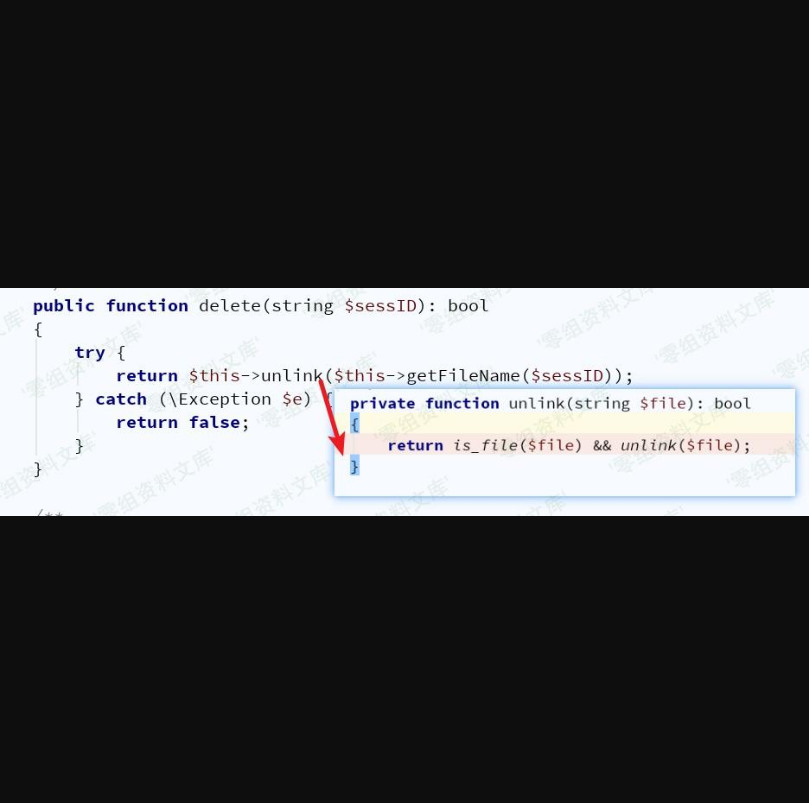 public function delete(string $sessID): bool
{
try {
return $this->unlink($this->getFileName($sessID));
} catch (\Exception $e) {
return false;
}
}
/**
private function unlink(string $file): bool
{
return is_file($file) && unlink($file);
}
零组资料文库